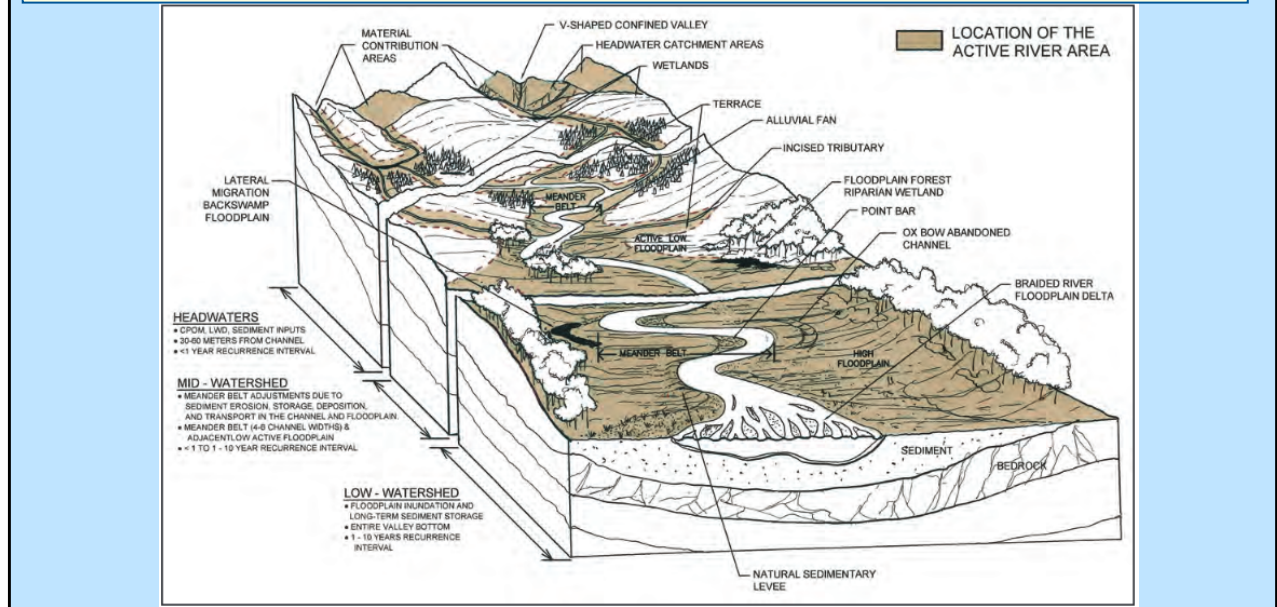 V-SHAPED CONFINED VALLEY
MATERIAL
CONTRIBUTION
AREAS
HEADWATER CATCHMENT AREAS
WETLANDS
LOCATION OF THE
ACTIVE RIVER AREA
TERRACE
ALLUVIAL FAN
INCISED TRIBUTARY
LATERAL
MIGRATION
BACKSWAMP
FLOODPLAIN
FLOODPLAIN FOREST
RIPARIAN WETLAND
POINT BAR
OX BOW ABANDONED
CHANNEL
BRAIDED RIVER
FLOODPLAIN DELTA
MEANDER
BELT
ACTIVE LOW
FLOODPLAIN
MEANDER BELT
HIGH
FLOODPLAIN
HEADWATERS
• CPOM, LWD, SEDIMENT INPUTS
• 30-60 METERS FROM CHANNEL
• <1 YEAR RECURRENCE INTERVAL
MID - WATERSHED
• MEANDER BELT ADJUSTMENTS DUE TO
SEDIMENT EROSION, STORAGE, DEPOSITION,
AND TRANSPORT IN THE CHANNEL AND FLOODPLAIN.
• MEANDER BELT (4-8 CHANNEL WIDTHS) &
ADJACENTLOW ACTIVE FLOODPLAIN
• < 1 TO 1 - 10 YEAR RECURRENCE INTERVAL
LOW - WATERSHED
• FLOODPLAIN INUNDATION AND
LONG-TERM SEDIMENT STORAGE
• ENTIRE VALLEY BOTTOM
• 1 - 10 YEARS RECURRENCE
INTERVAL
SEDIMENT
BEDROCK
NATURAL SEDIMENTARY
LEVEE